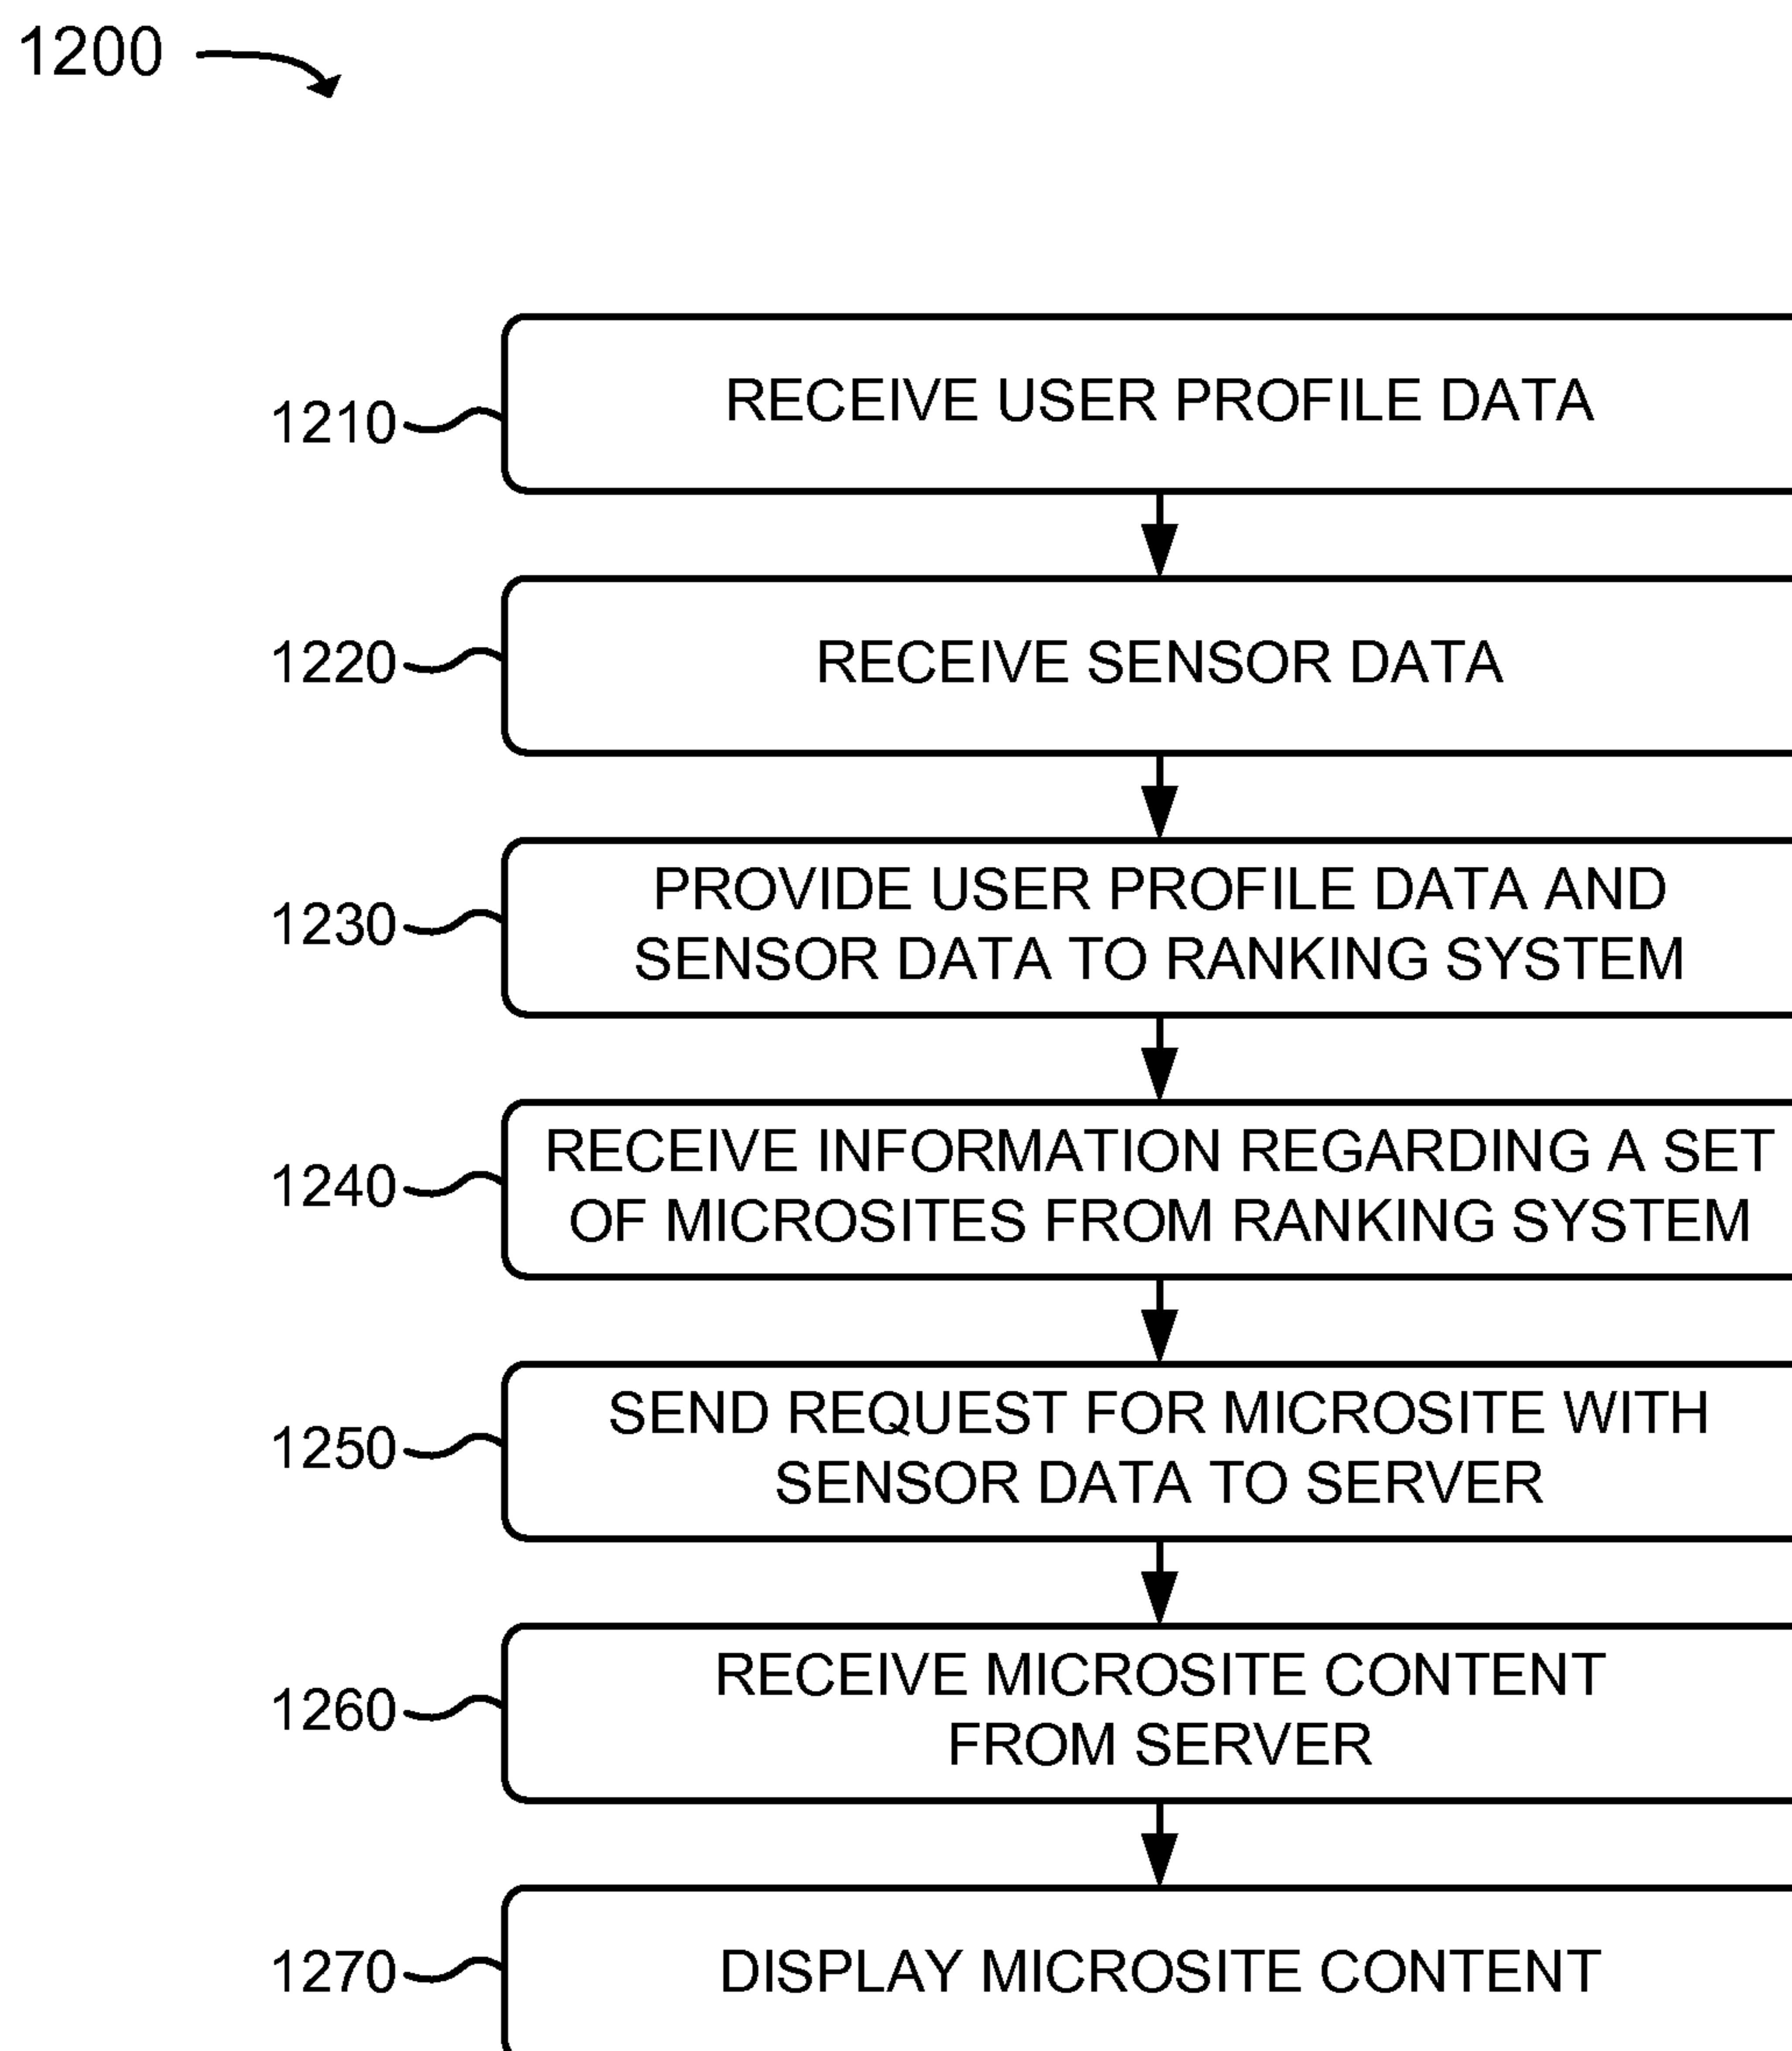 1200
1210
RECEIVE USER PROFILE DATA
1220
RECEIVE SENSOR DATA
1230
PROVIDE USER PROFILE DATA AND
SENSOR DATA TO RANKING SYSTEM
1240
RECEIVE INFORMATION REGARDING A SET
OF MICROSITES FROM RANKING SYSTEM
1250
SEND REQUEST FOR MICROSITE WITH
SENSOR DATA TO SERVER
1260
RECEIVE MICROSITE CONTENT
FROM SERVER
1270
DISPLAY MICROSITE CONTENT